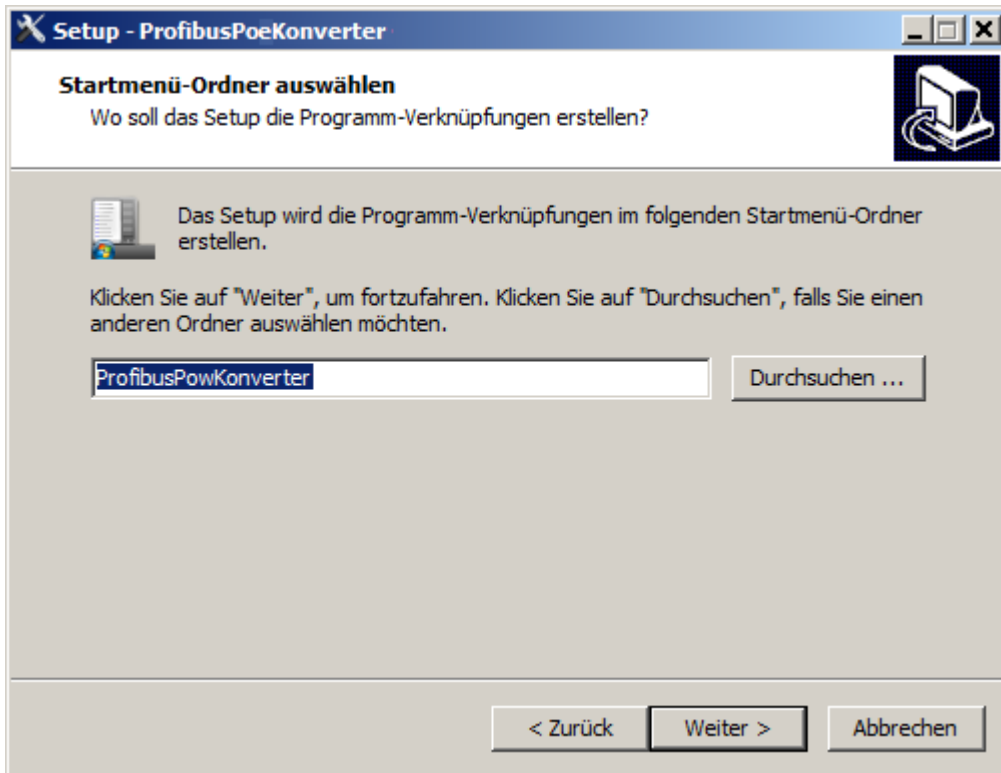 Setup - ProfibusPoeKonverter
Startmenü-Ordner auswählen
Wo soll das Setup die Programm-Verknüpfungen erstellen?
Das Setup wird die Programm-Verknüpfungen im folgenden Startmenü-Ordner
erstellen.
Klicken Sie auf "Weiter", um fortzufahren. Klicken Sie auf "Durchsuchen", falls Sie einen
anderen Ordner auswählen möchten.
ProfibusPowKonverter
Durchsuchen ...
< Zurück
Weiter >
Abbrechen